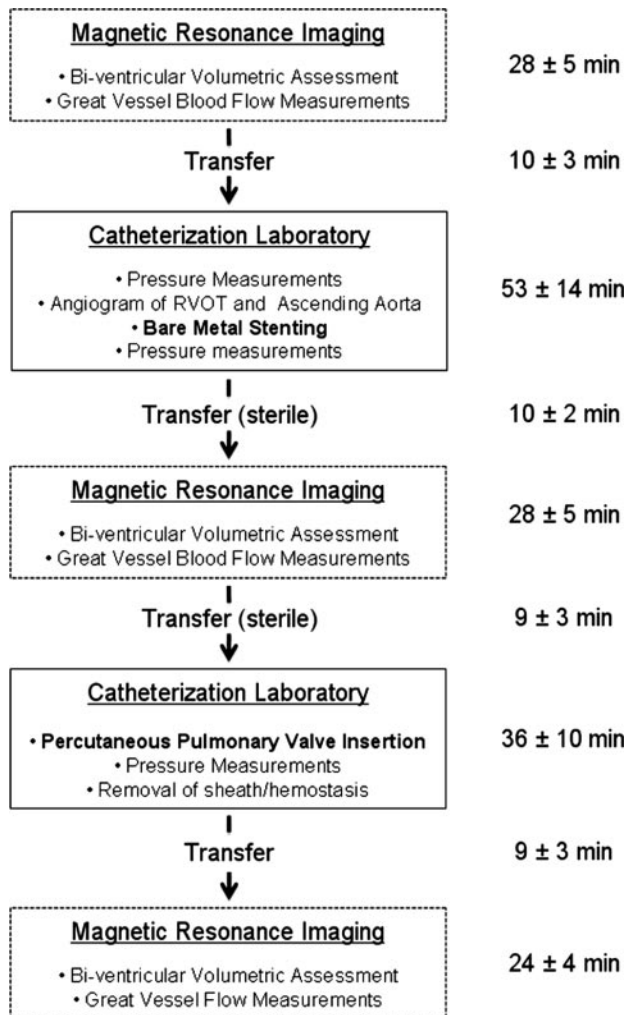 Magnetic Resonance Imaging
• Bi-ventricular Volumetric Assessment
• Great Vessel Blood Flow Measurements
28 ± 5 min
Transfer
10 ± 3 min
Catheterization Laboratory
• Pressure Measurements
• Angiogram of RVOT and Ascending Aorta
• Bare Metal Stenting
• Pressure measurements
53 ± 14 min
Transfer (sterile)
10 ± 2 min
Magnetic Resonance Imaging
• Bi-ventricular Volumetric Assessment
• Great Vessel Blood Flow Measurements
28 ± 5 min
Transfer (sterile)
9 ± 3 min
Catheterization Laboratory
• Percutaneous Pulmonary Valve Insertion
• Pressure Measurements
• Removal of sheath/hemostasis
36 ± 10 min
Transfer
9 ± 3 min
Magnetic Resonance Imaging
• Bi-ventricular Volumetric Assessment
• Great Vessel Flow Measurements
24 ± 4 min